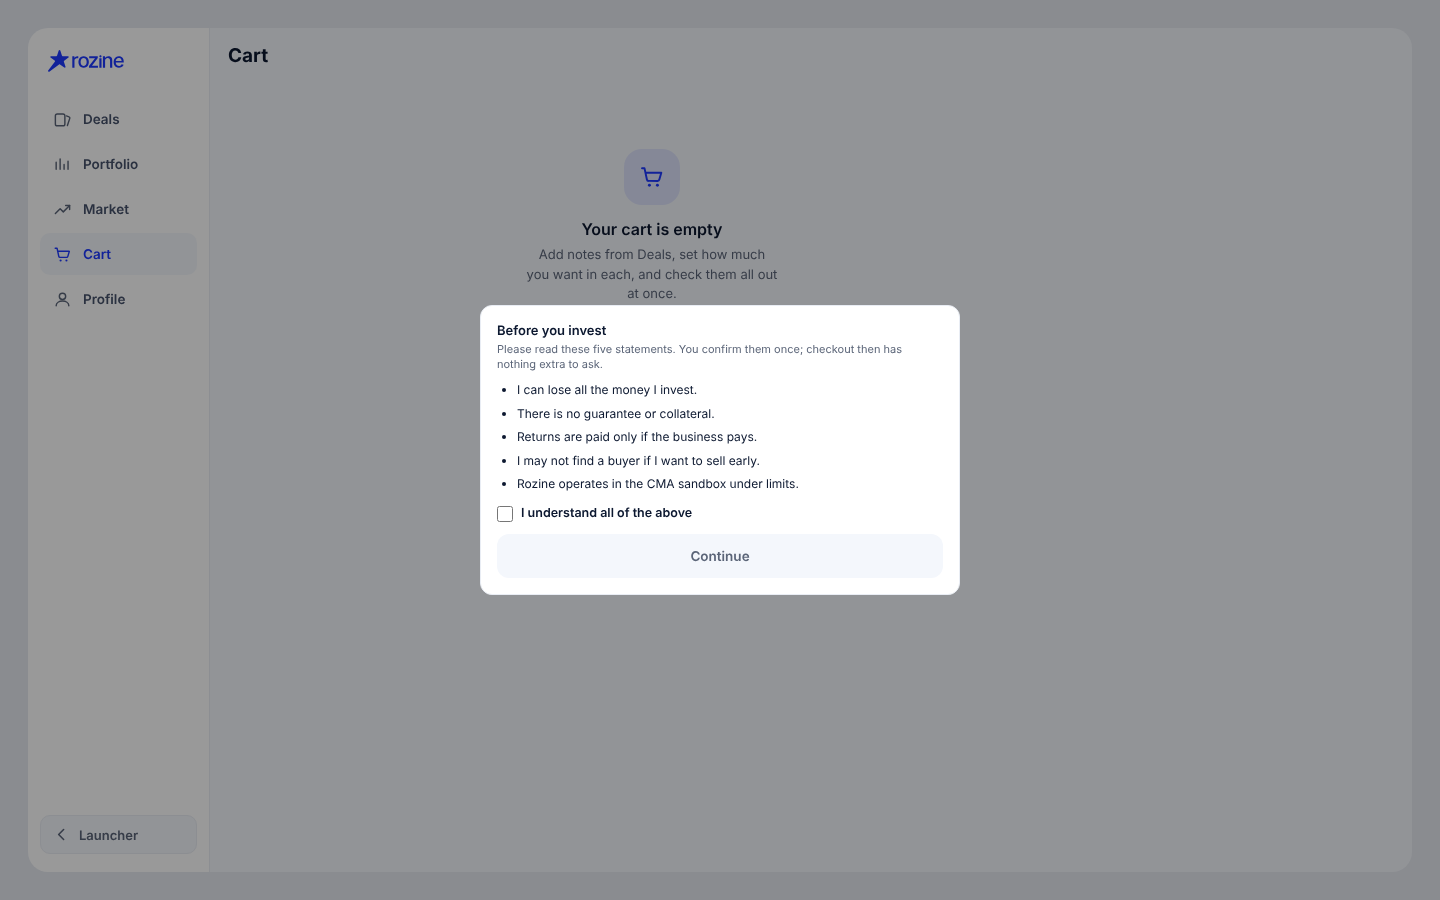 rozine
Cart
Deals
Portfolio
Market
Cart
Profile
Your cart is empty
Add notes from Deals, set how much
you want in each, and check them all out
at once.
Before you invest
Please read these five statements. You confirm them once; checkout then has
nothing extra to ask.
• I can lose all the money I invest.
• There is no guarantee or collateral.
• Returns are paid only if the business pays.
• I may not find a buyer if I want to sell early.
• Rozine operates in the CMA sandbox under limits.
I understand all of the above
Continue
Launcher